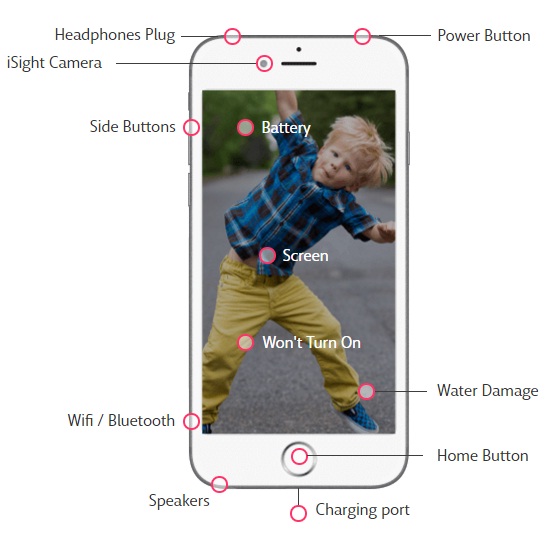 Headphones Plug
Power Button
iSight Camera
Side Buttons
Battery
Screen
Won't Turn On
Water Damage
Wifi / Bluetooth
Home Button
Speakers
Charging port